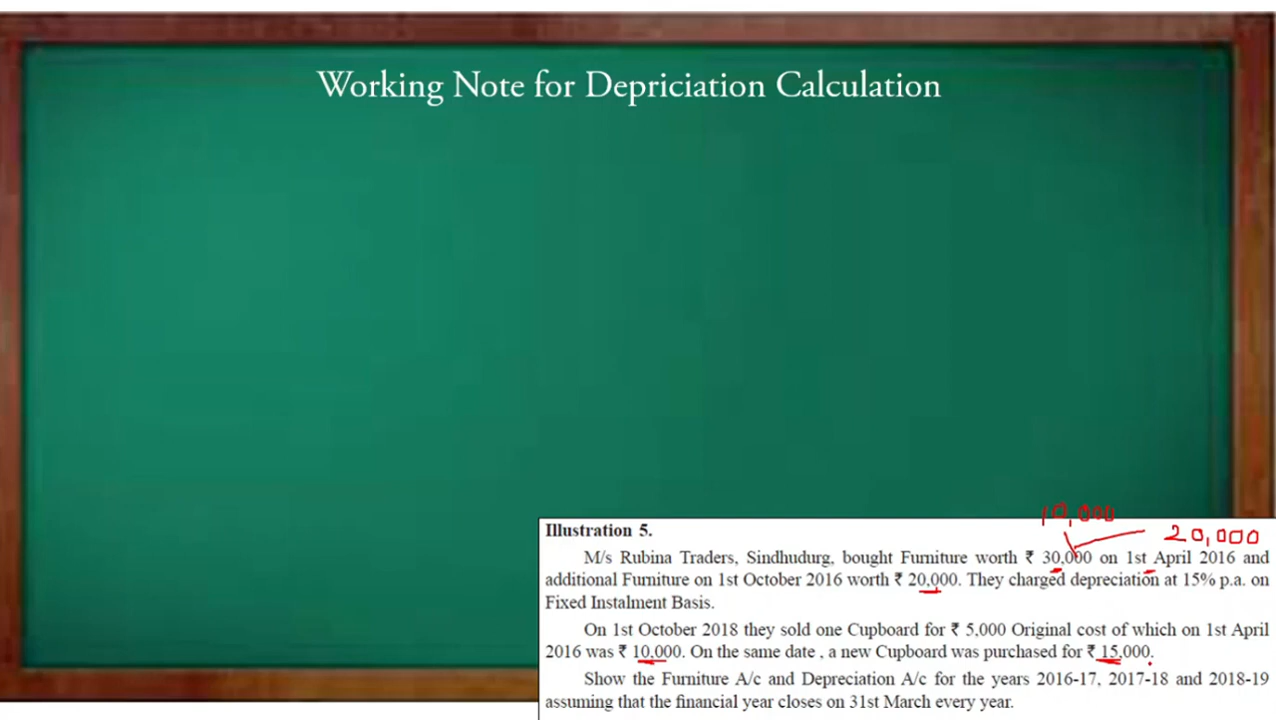 Working Note for Depriciation Calculation
10,000
20,000
Illustration 5.
M/s Rubina Traders, Sindhudurg, bought Furniture worth ₹ 30,000 on 1st April 2016 and
additional Furniture on 1st October 2016 worth ₹ 20,000. They charged depreciation at 15% p.a. on
Fixed Instalment Basis.
On 1st October 2018 they sold one Cupboard for ₹ 5,000 Original cost of which on 1st April
2016 was ₹ 10,000. On the same date , a new Cupboard was purchased for ₹ 15,000.
Show the Furniture A/c and Depreciation A/c for the years 2016-17, 2017-18 and 2018-19
assuming that the financial year closes on 31st March every year.